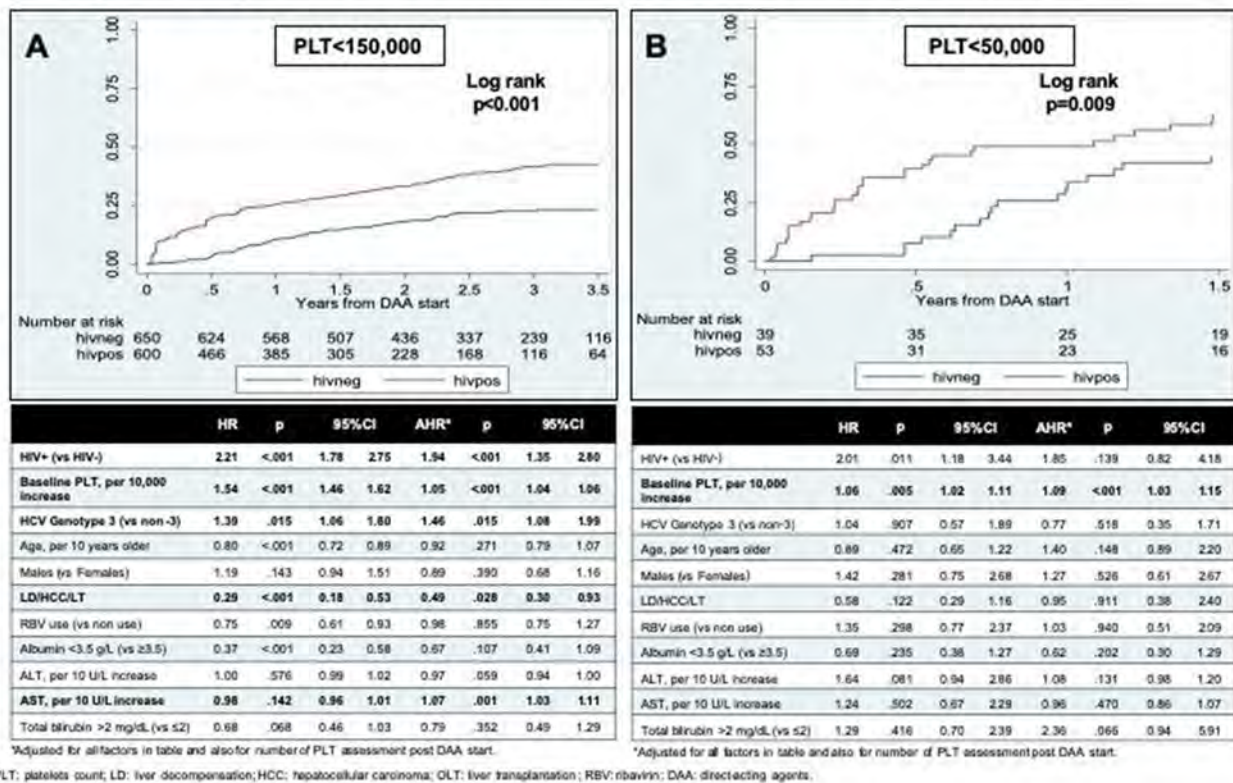 A
PLT<150,000
Log rank
p<0.001
1.00
0.75
0.50
0.25
0.00
0 .5 1 1.5 2 2.5 3 3.5
Years from DAA start
Number at risk
hivneg 650 624 568 507 436 337 239 116
hivpos 600 466 385 305 228 168 116 64
hivneg hivpos
B
PLT<50,000
Log rank
p=0.009
1.00
0.75
0.50
0.25
0.00
0 .5 1 1.5
Years from DAA start
Number at risk
hivneg 39 35 25 19
hivpos 53 31 23 16
hivneg hivpos
HR p 95%CI AHR* p 95%CI
HIV+ (vs HIV-) 2.21 <.001 1.78 275 1.94 <.001 1.35 2.80
Baseline PLT, per 10,000
increase 1.54 <.001 1.46 1.62 1.05 <.001 1.04 1.06
HCV Genotype 3 (vs non-3) 1.39 .015 1.06 1.80 1.46 .015 1.08 1.99
Age, per 10 years older 0.80 <.001 0.72 0.89 0.92 .271 0.79 1.07
Males (vs Females) 1.19 .143 0.94 1.51 0.89 .390 0.68 1.16
LD/HCC/LT 0.29 <.001 0.18 0.53 0.49 .028 0.30 0.93
RBV use (vs non use) 0.75 .009 0.61 0.93 0.98 .855 0.75 1.27
Albumin <3.5 g/L (vs ≥3.5) 0.37 <.001 0.23 0.58 0.67 .107 0.41 1.09
ALT, per 10 U/L increase 1.00 .576 0.99 1.02 0.97 .059 0.94 1.00
AST, per 10 U/L increase 0.98 .142 0.96 1.01 1.07 .001 1.03 1.11
Total bilirubin >2 mg/dL (vs ≤2) 0.68 .068 0.46 1.03 0.79 .352 0.49 1.29
*Adjusted for all factors in table and also for number of PLT assessment post DAA start.
HR p 95%CI AHR* p 95%CI
HIV+ (vs HIV-) 2.01 .011 1.18 3.44 1.85 .139 0.82 4.18
Baseline PLT, per 10,000
increase 1.06 .005 1.02 1.11 1.09 <.001 1.03 1.15
HCV Genotype 3 (vs non-3) 1.04 .907 0.57 1.89 0.77 .518 0.35 1.71
Age, per 10 years older 0.89 .472 0.65 1.22 1.40 .148 0.89 2.20
Males (vs Females) 1.42 .281 0.75 2.68 1.27 .526 0.61 2.67
LD/HCC/LT 0.58 .122 0.29 1.16 0.95 .911 0.38 2.40
RBV use (vs non use) 1.35 .298 0.77 2.37 1.03 .940 0.51 2.09
Albumin <3.5 g/L (vs ≥3.5) 0.69 .235 0.38 1.27 0.62 .202 0.30 1.29
ALT, per 10 U/L increase 1.64 .081 0.94 2.86 1.08 .131 0.98 1.20
AST, per 10 U/L increase 1.24 .502 0.67 2.29 0.96 .470 0.86 1.07
Total bilirubin >2 mg/dL (vs ≤2) 1.29 .416 0.70 2.39 2.36 .066 0.94 5.91
*Adjusted for all factors in table and also for number of PLT assessment post DAA start.
LT: platelets count; LD: liver decompensation; HCC: hepatocellular carcinoma; OLT: liver transplantation; RBV: ribavirin; DAA: direct acting agents.